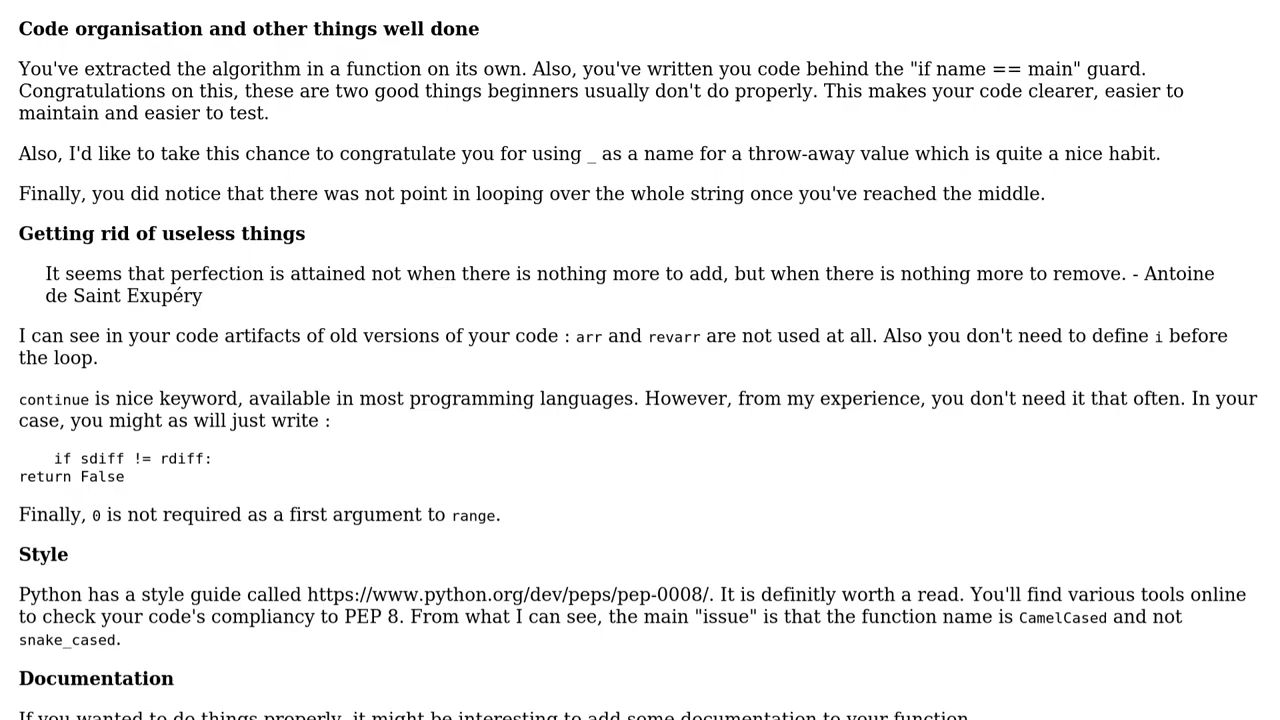 Code organisation and other things well done
You've extracted the algorithm in a function on its own. Also, you've written you code behind the "if name == main" guard.
Congratulations on this, these are two good things beginners usually don't do properly. This makes your code clearer, easier to
maintain and easier to test.
Also, I'd like to take this chance to congratulate you for using _ as a name for a throw-away value which is quite a nice habit.
Finally, you did notice that there was not point in looping over the whole string once you've reached the middle.
Getting rid of useless things
It seems that perfection is attained not when there is nothing more to add, but when there is nothing more to remove. - Antoine
de Saint Exupéry
I can see in your code artifacts of old versions of your code : arr and revarr are not used at all. Also you don't need to define i before
the loop.
continue is nice keyword, available in most programming languages. However, from my experience, you don't need it that often. In your
case, you might as will just write :
    if sdiff != rdiff:
return False
Finally, 0 is not required as a first argument to range.
Style
Python has a style guide called https://www.python.org/dev/peps/pep-0008/. It is definitly worth a read. You'll find various tools online
to check your code's compliancy to PEP 8. From what I can see, the main "issue" is that the function name is CamelCased and not
snake_cased.
Documentation
If you wanted to do things properly, it might be interesting to add some documentation to your function.